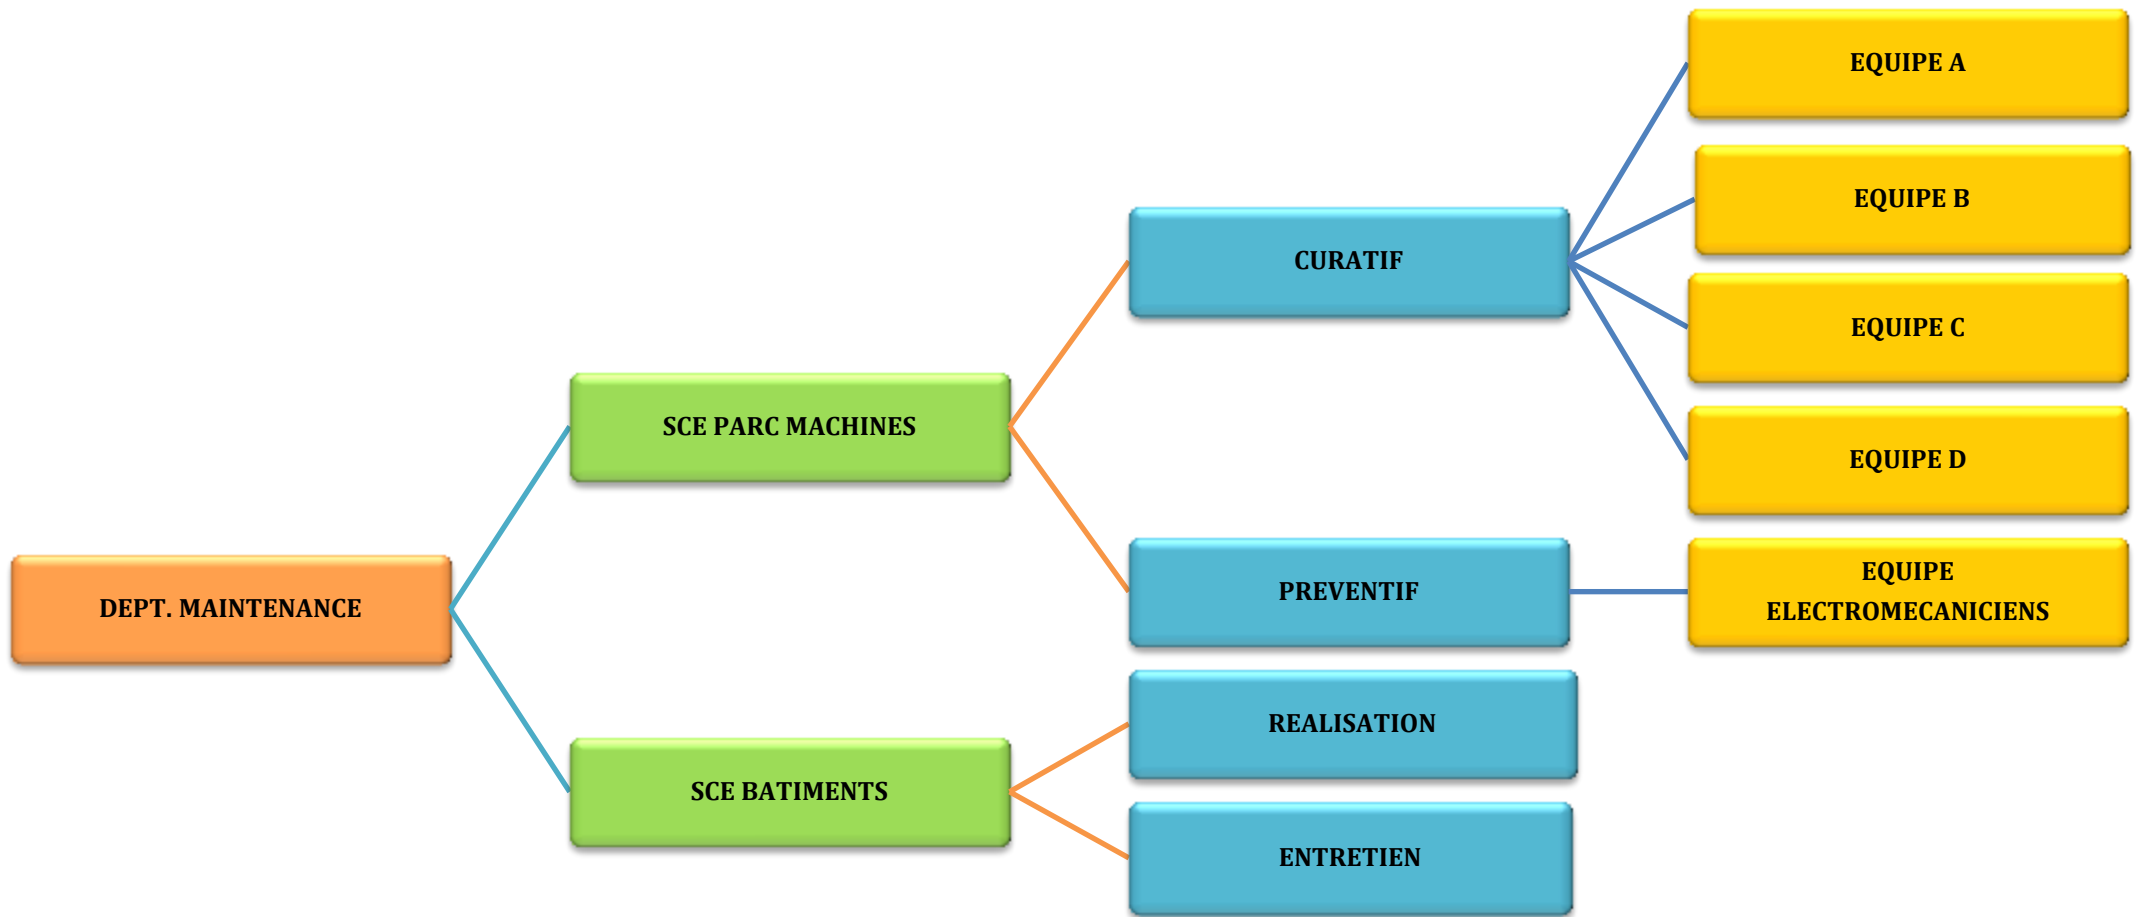 EQUIPE A
EQUIPE B
CURATIF
EQUIPE C
SCE PARC MACHINES
EQUIPE D
EQUIPE
ELECTROMECANICIENS
PREVENTIF
DEPT. MAINTENANCE
REALISATION
SCE BATIMENTS
ENTRETIEN